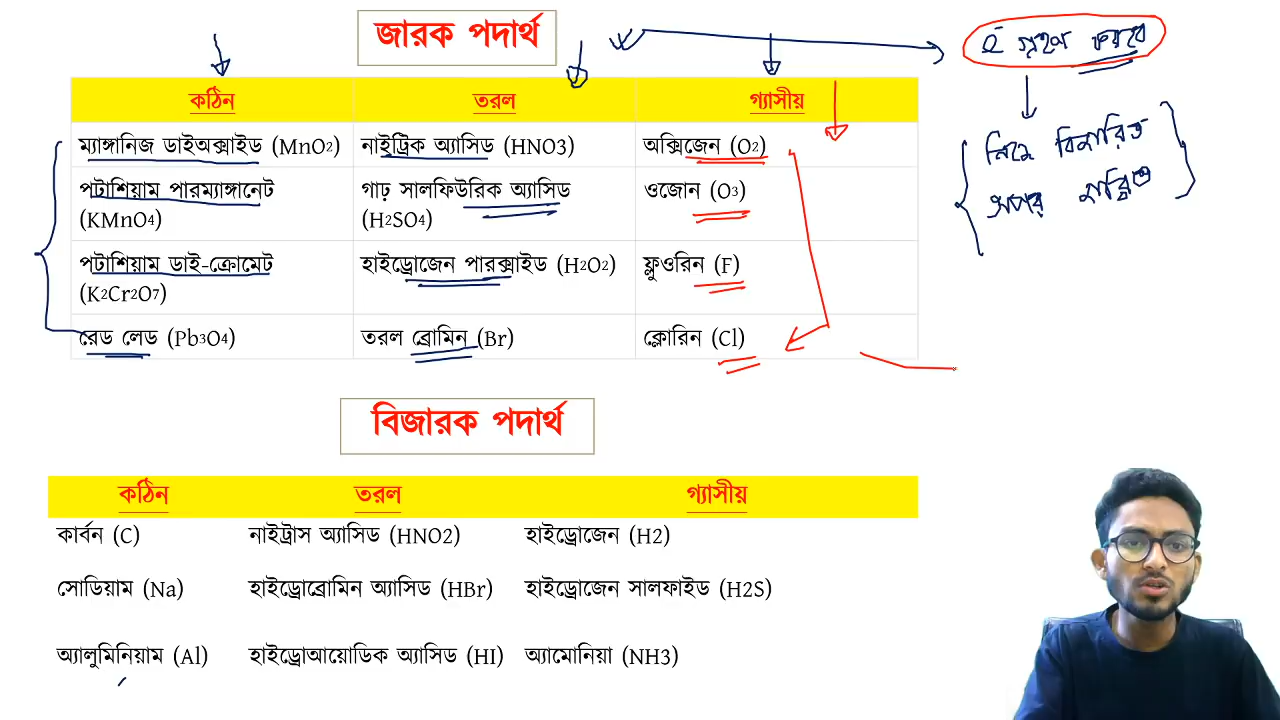 জারক পদার্থ
কঠিন তরল গ্যাসীয়
ম্যাঙ্গানিজ ডাইঅক্সাইড (MnO2) নাইট্রিক অ্যাসিড (HNO3) অক্সিজেন (O2)
পটাশিয়াম পারম্যাঙ্গানেট গাঢ় সালফিউরিক অ্যাসিড ওজোন (O3)
(KMnO4) (H2SO4)
পটাশিয়াম ডাই-ক্রোমেট হাইড্রোজেন পারক্সাইড (H2O2) ফ্লুওরিন (F)
(K2Cr2O7)
রেড লেড (Pb3O4) তরল ব্রোমিন (Br) ক্লোরিন (Cl)
ē গ্রহণ করবে
নিজে বিজারিত
অপরে জারিত
বিজারক পদার্থ
কঠিন তরল গ্যাসীয়
কার্বন (C) নাইট্রাস অ্যাসিড (HNO2) হাইড্রোজেন (H2)
সোডিয়াম (Na) হাইড্রোব্রোমিন অ্যাসিড (HBr) হাইড্রোজেন সালফাইড (H2S)
অ্যালুমিনিয়াম (Al) হাইড্রোআয়োডিক অ্যাসিড (HI) অ্যামোনিয়া (NH3)